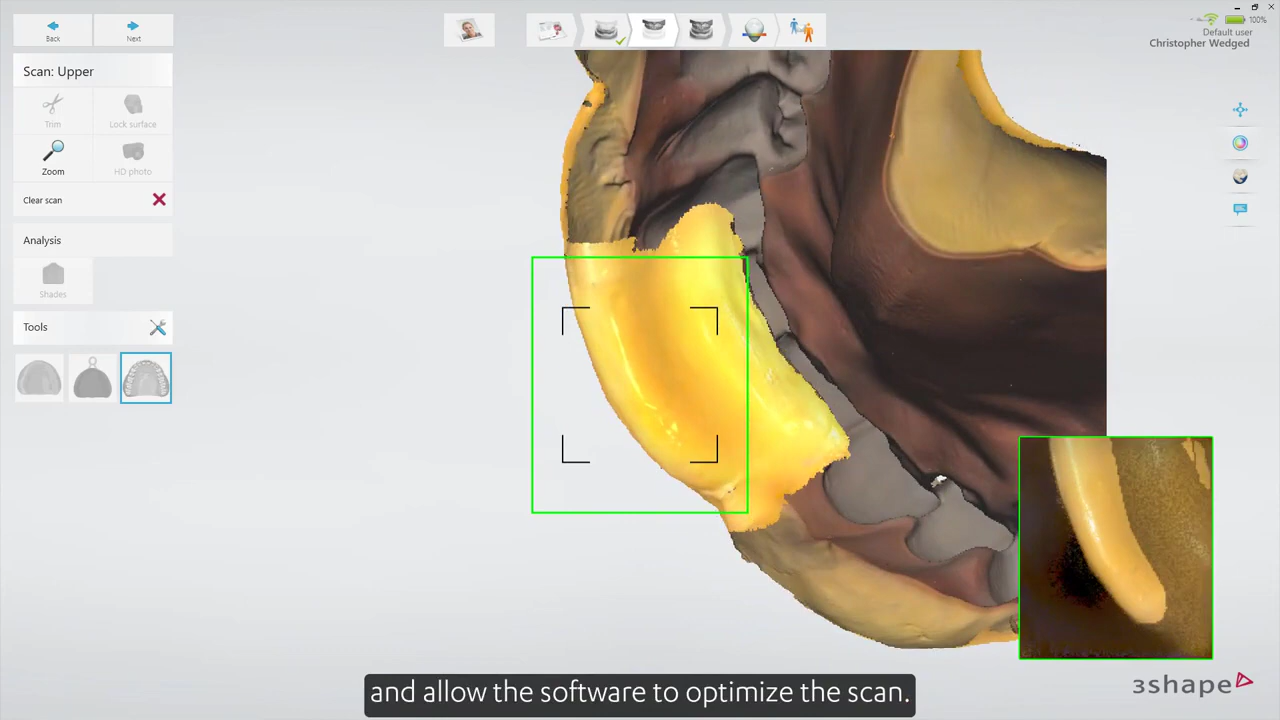 Back
Next
100%
Default user
Christopher Wedged
Scan: Upper
Trim
Lock surface
Zoom
HD photo
Clear scan
Analysis
Shades
Tools
and allow the software to optimize the scan.
3shape